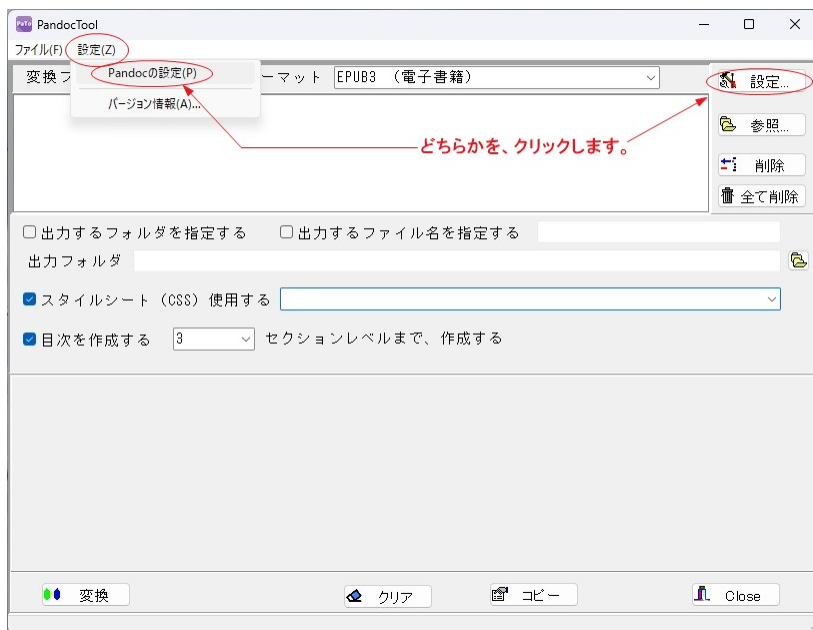 PandocTool
ファイル(F) 設定(Z)
変換フ
Pandocの設定(P)
ーマット
EPUB3 (電子書籍)
設定...
バージョン情報(A)...
参照...
どちらかを、クリックします。
削除
全て削除
出力するフォルダを指定する 出力するファイル名を指定する
出力フォルダ
スタイルシート (CSS) 使用する
目次を作成する 3 セクションレベルまで、作成する
変換 クリア コピー Close